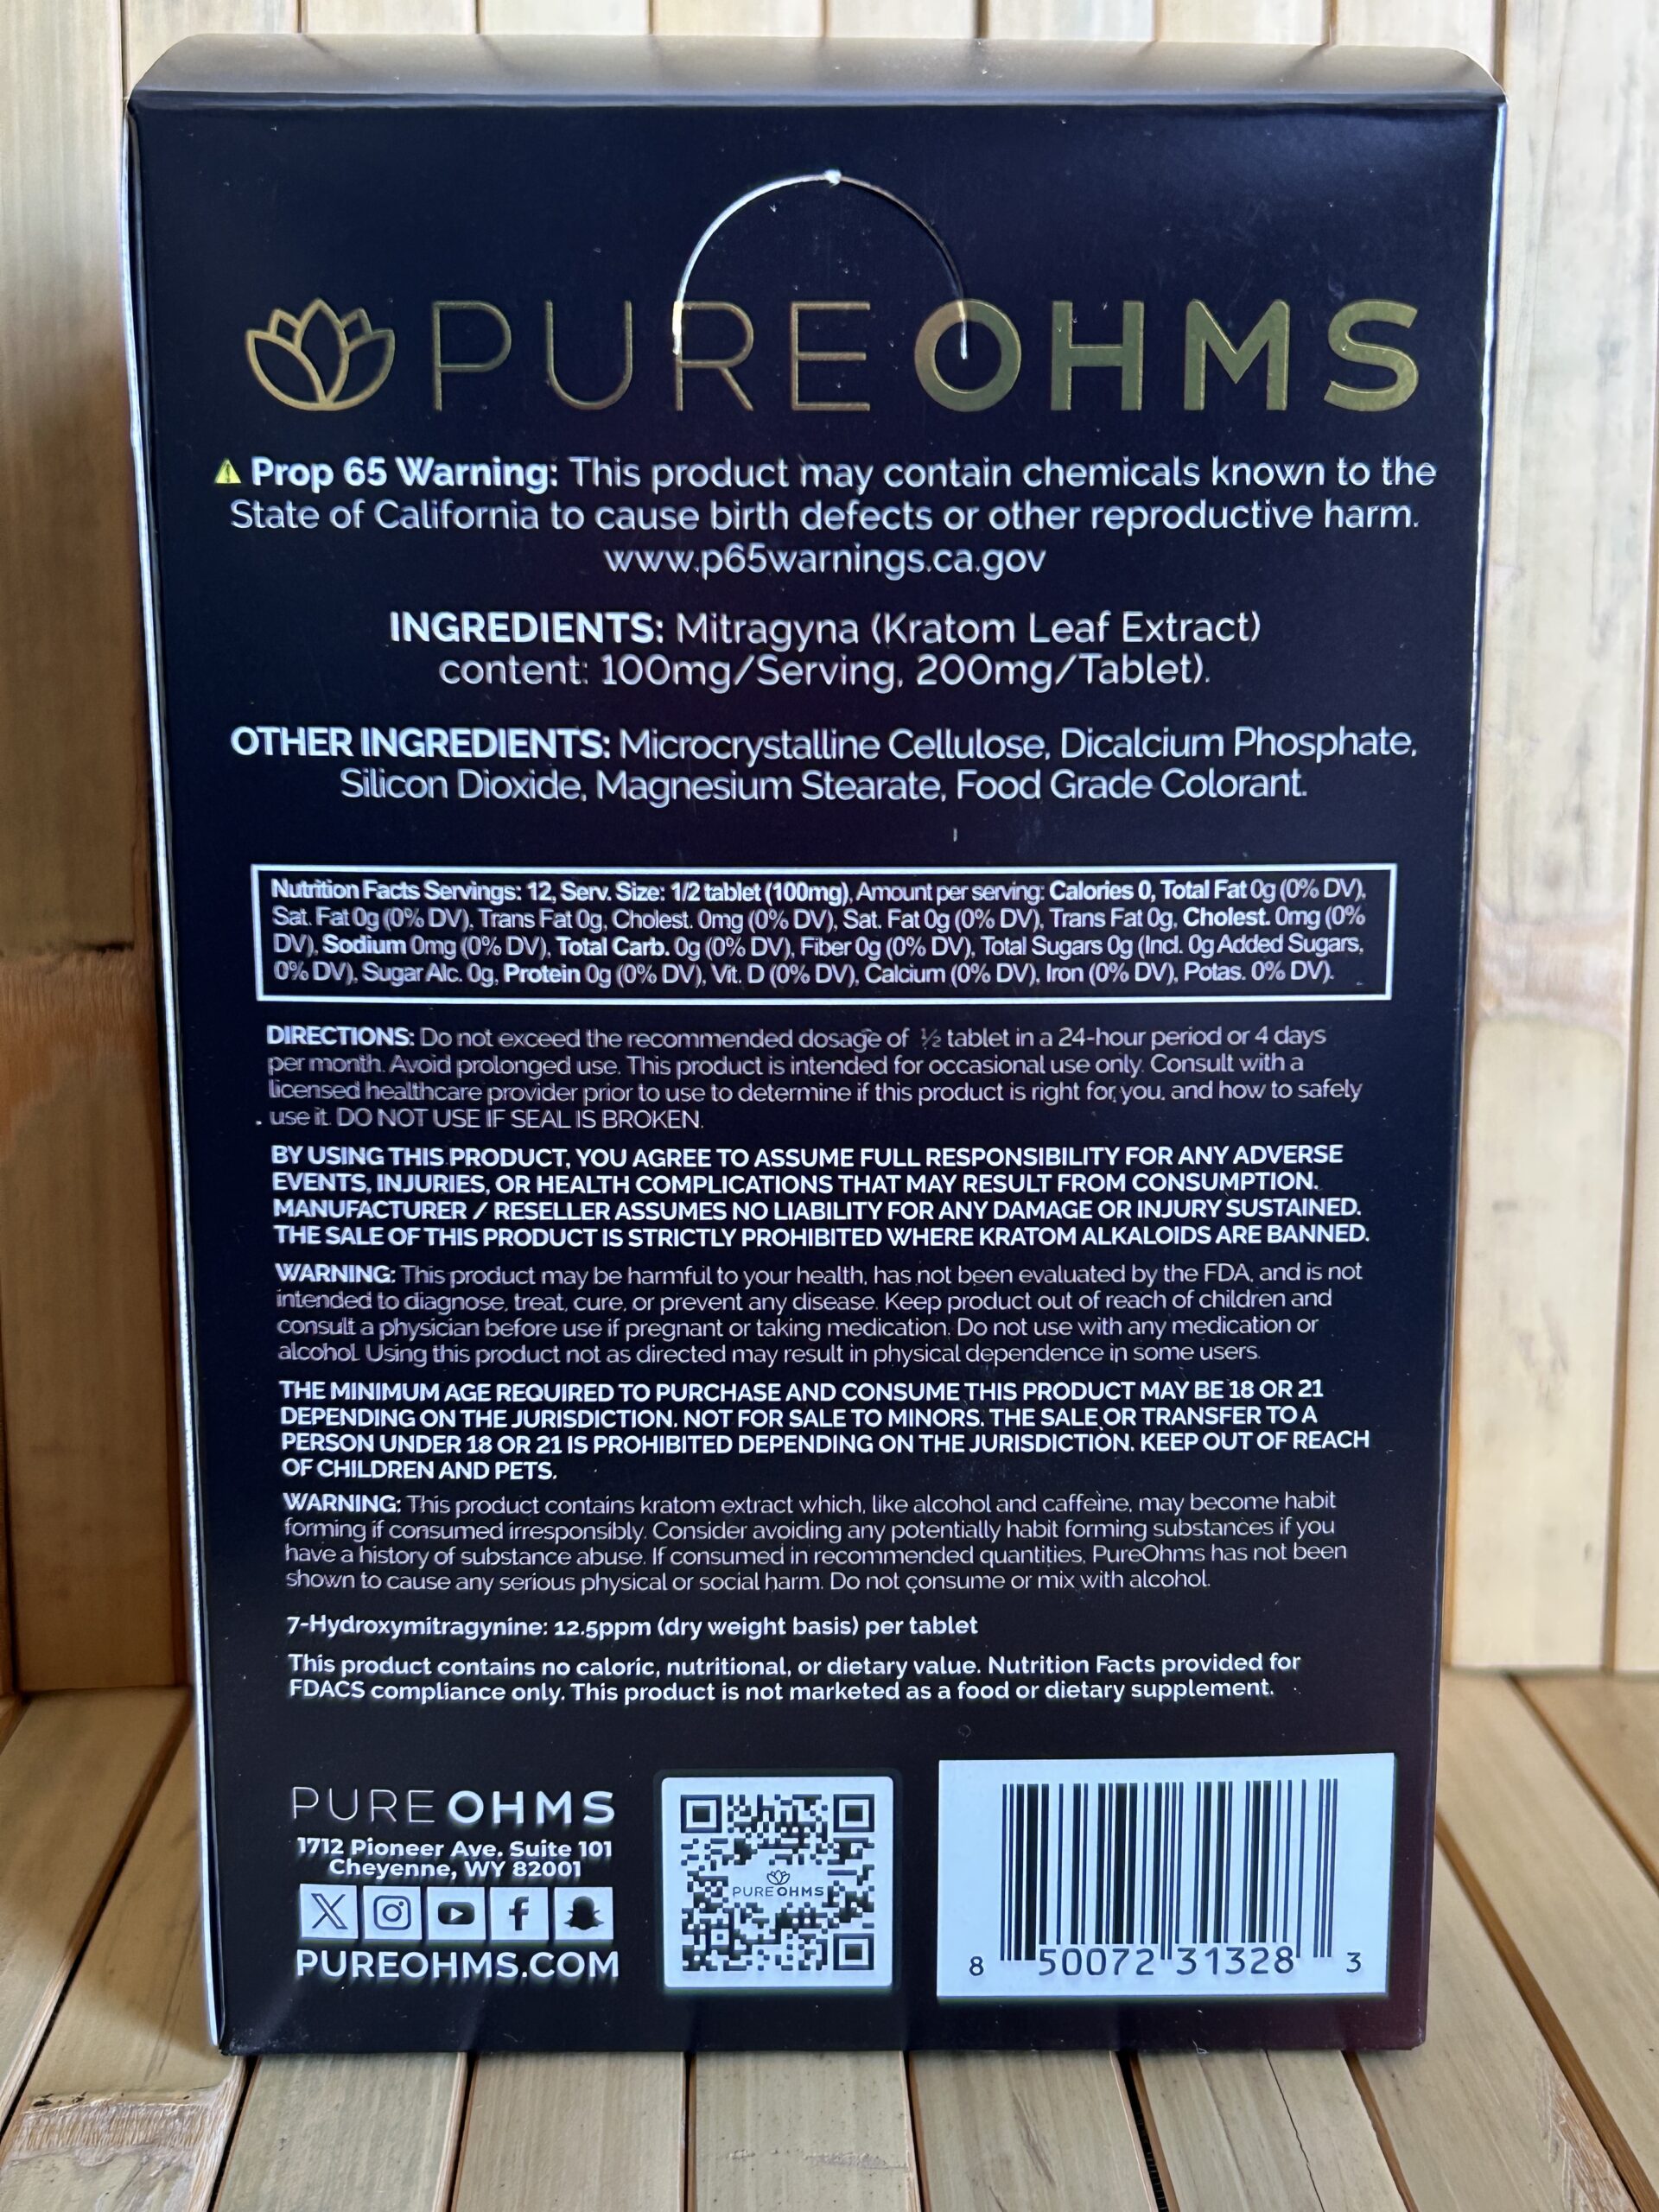 PURE OHMS
⚠ Prop 65 Warning: This product may contain chemicals known to the
State of California to cause birth defects or other reproductive harm.
www.p65warnings.ca.gov
INGREDIENTS: Mitragyna (Kratom Leaf Extract)
content: 100mg/Serving, 200mg/Tablet).
OTHER INGREDIENTS: Microcrystalline Cellulose, Dicalcium Phosphate,
Silicon Dioxide, Magnesium Stearate, Food Grade Colorant.
Nutrition Facts Servings: 12, Serv. Size: 1/2 tablet (100mg), Amount per serving: Calories 0, Total Fat 0g (0% DV),
Sat. Fat 0g (0% DV), Trans Fat 0g, Cholest. 0mg (0% DV), Sat. Fat 0g (0% DV), Trans Fat 0g, Cholest. 0mg (0%
DV), Sodium 0mg (0% DV), Total Carb. 0g (0% DV), Fiber 0g (0% DV), Total Sugars 0g (Incl. 0g Added Sugars,
0% DV), Sugar Alc. 0g, Protein 0g (0% DV), Vit. D (0% DV), Calcium (0% DV), Iron (0% DV), Potas. 0% DV).
DIRECTIONS: Do not exceed the recommended dosage of ½ tablet in a 24-hour period or 4 days
per month. Avoid prolonged use. This product is intended for occasional use only. Consult with a
licensed healthcare provider prior to use to determine if this product is right for you, and how to safely
use it. DO NOT USE IF SEAL IS BROKEN.
BY USING THIS PRODUCT, YOU AGREE TO ASSUME FULL RESPONSIBILITY FOR ANY ADVERSE
EVENTS, INJURIES, OR HEALTH COMPLICATIONS THAT MAY RESULT FROM CONSUMPTION.
MANUFACTURER / RESELLER ASSUMES NO LIABILITY FOR ANY DAMAGE OR INJURY SUSTAINED.
THE SALE OF THIS PRODUCT IS STRICTLY PROHIBITED WHERE KRATOM ALKALOIDS ARE BANNED.
WARNING: This product may be harmful to your health, has not been evaluated by the FDA, and is not
intended to diagnose, treat, cure, or prevent any disease. Keep product out of reach of children and
consult a physician before use if pregnant or taking medication. Do not use with any medication or
alcohol. Using this product not as directed may result in physical dependence in some users.
THE MINIMUM AGE REQUIRED TO PURCHASE AND CONSUME THIS PRODUCT MAY BE 18 OR 21
DEPENDING ON THE JURISDICTION. NOT FOR SALE TO MINORS. THE SALE OR TRANSFER TO A
PERSON UNDER 18 OR 21 IS PROHIBITED DEPENDING ON THE JURISDICTION. KEEP OUT OF REACH
OF CHILDREN AND PETS.
WARNING: This product contains kratom extract which, like alcohol and caffeine, may become habit
forming if consumed irresponsibly. Consider avoiding any potentially habit forming substances if you
have a history of substance abuse. If consumed in recommended quantities, PureOhms has not been
shown to cause any serious physical or social harm. Do not consume or mix with alcohol.
7-Hydroxymitragynine: 12.5ppm (dry weight basis) per tablet
This product contains no caloric, nutritional, or dietary value. Nutrition Facts provided for
FDACS compliance only. This product is not marketed as a food or dietary supplement.
PURE OHMS
1712 Pioneer Ave. Suite 101
Cheyenne, WY 82001
PUREOHMS.COM
PURE OHMS
8 50072 31328 3